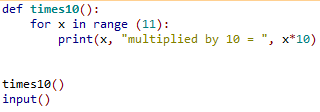 def times10():
    for x in range (11):
        print(x, "multiplied by 10 = ", x*10)
times10()
input()